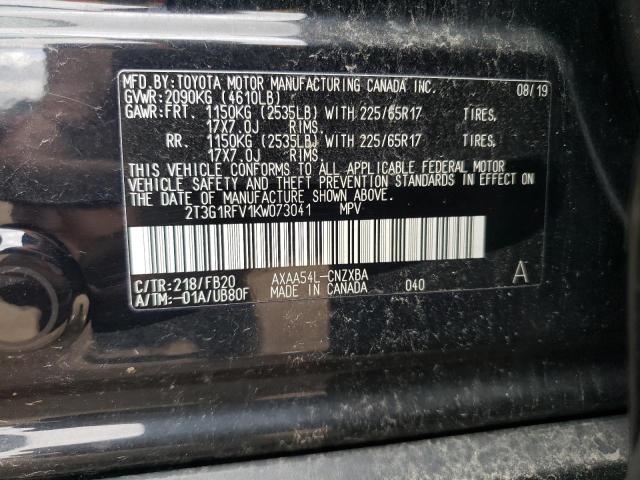 MFD.BY:TOYOTA MOTOR MANUFACTURING CANADA INC. 08/19
GVWR:2090KG (4610LB)
GAWR:FRT. 1150KG (2535LB) WITH 225/65R17 TIRES,
17X7.0J RIMS.
RR. 1150KG (2535LB) WITH 225/65R17 TIRES,
17X7.0J RIMS.
THIS VEHICLE CONFORMS TO ALL APPLICABLE FEDERAL MOTOR
VEHICLE SAFETY AND THEFT PREVENTION STANDARDS IN EFFECT ON
THE DATE OF MANUFACTURE SHOWN ABOVE.
2T3G1RFV1KW073041 MPV
C/TR:218/FB20 AXAA54L-CNZXBA A
A/TM:-01A/UB80F MADE IN CANADA 040